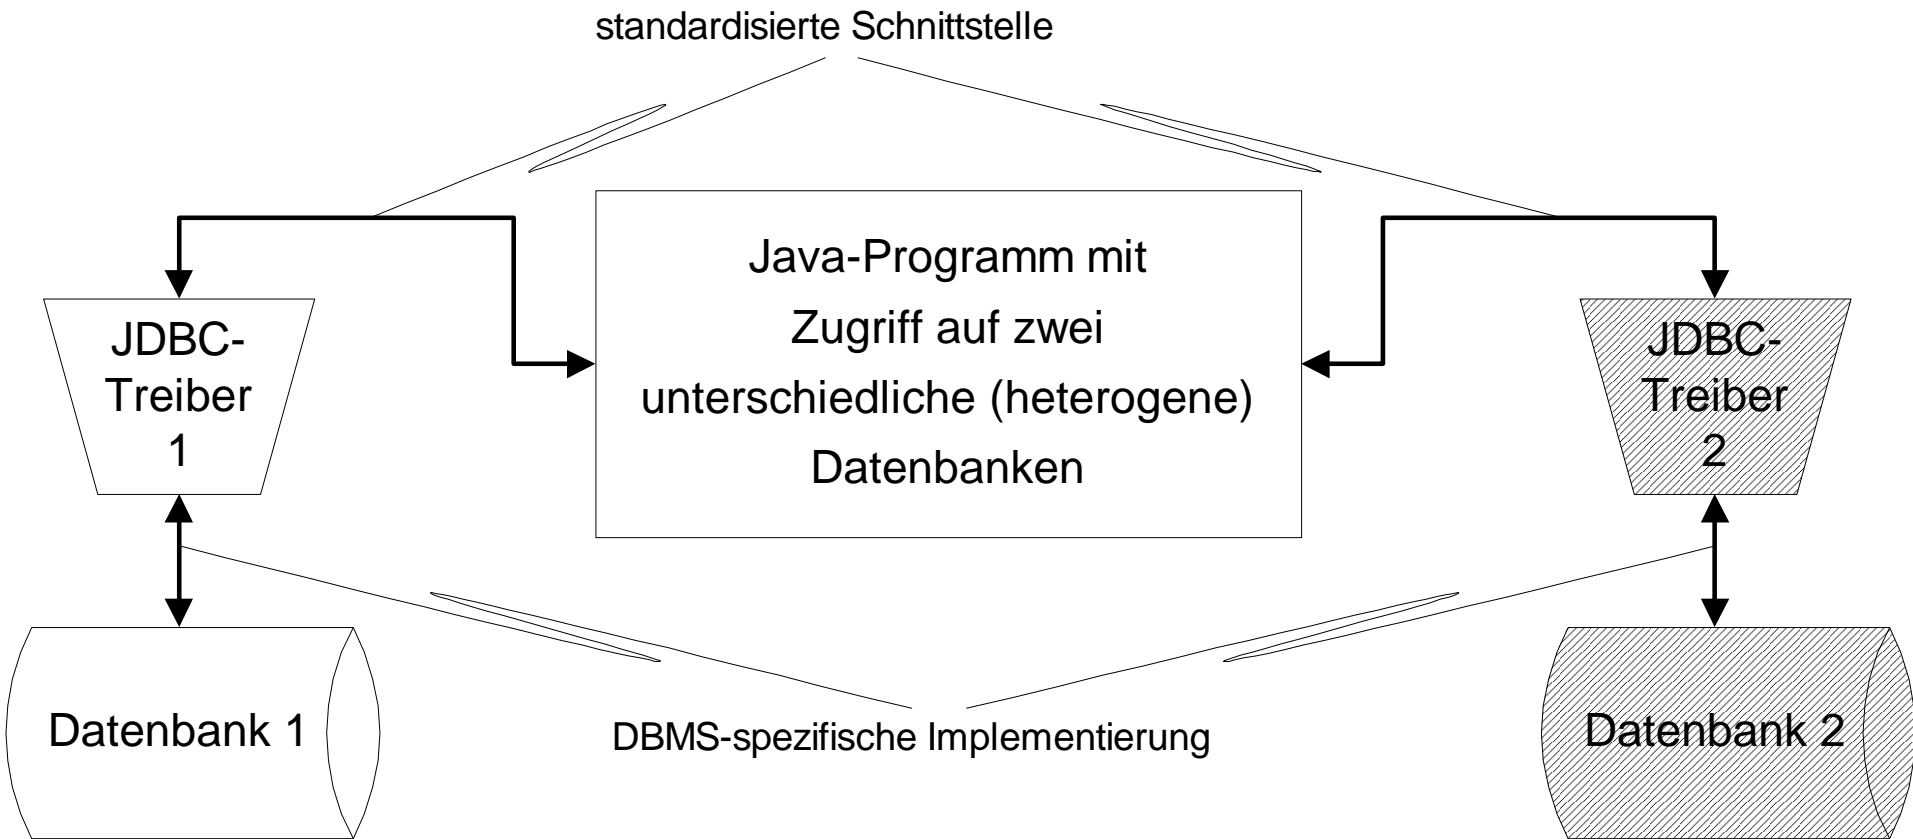 standardisierte Schnittstelle
Java-Programm mit
Zugriff auf zwei
unterschiedliche (heterogene)
Datenbanken
JDBC-
Treiber
1
JDBC-
Treiber
2
Datenbank 1
DBMS-spezifische Implementierung
Datenbank 2